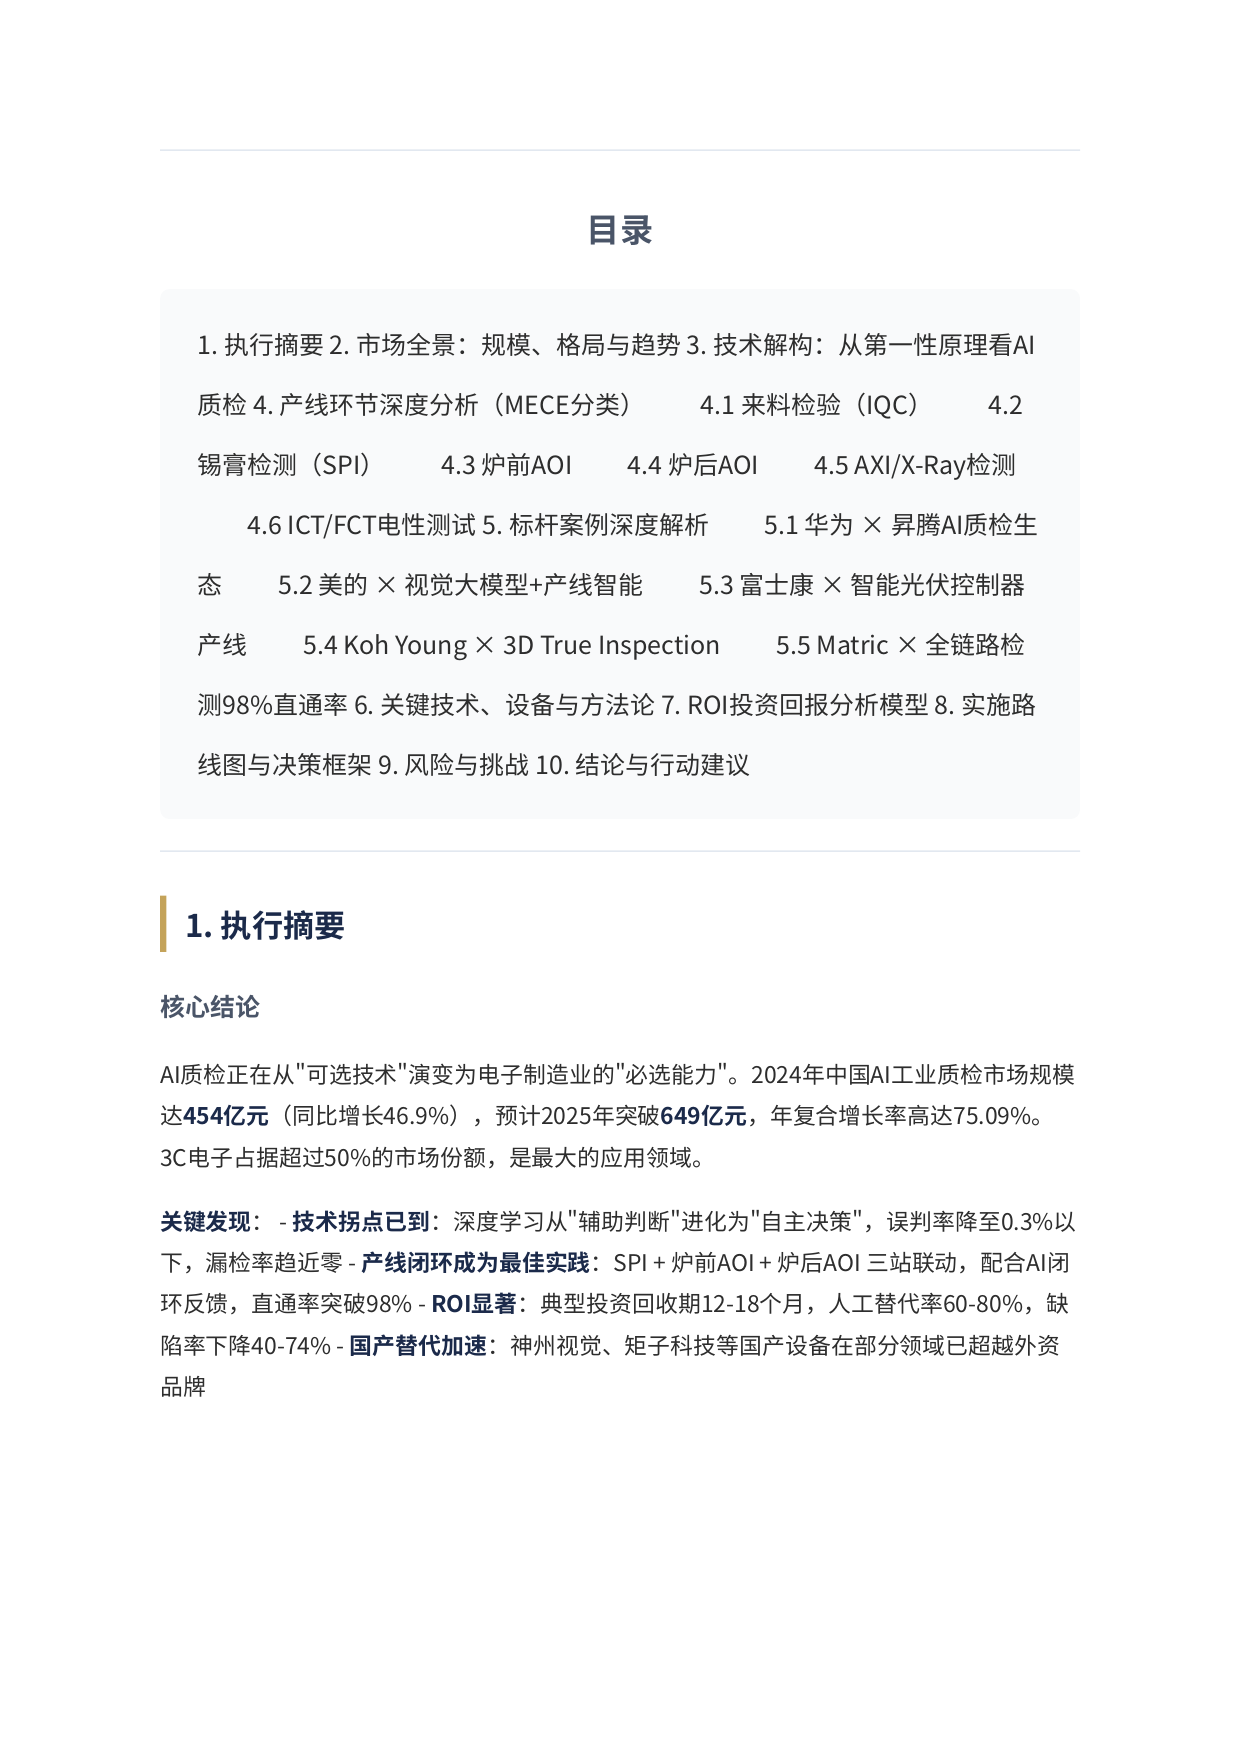 目录
1. 执行摘要 2. 市场全景：规模、格局与趋势 3. 技术解构：从第一性原理看AI
质检 4. 产线环节深度分析（MECE分类） 4.1 来料检验（IQC） 4.2
锡膏检测（SPI） 4.3 炉前AOI 4.4 炉后AOI 4.5 AXI/X-Ray检测
4.6 ICT/FCT电性测试 5. 标杆案例深度解析 5.1 华为 × 昇腾AI质检生
态 5.2 美的 × 视觉大模型+产线智能 5.3 富士康 × 智能光伏控制器
产线 5.4 Koh Young × 3D True Inspection 5.5 Matric × 全链路检
测98%直通率 6. 关键技术、设备与方法论 7. ROI投资回报分析模型 8. 实施路
线图与决策框架 9. 风险与挑战 10. 结论与行动建议
1. 执行摘要
核心结论
AI质检正在从"可选技术"演变为电子制造业的"必选能力"。2024年中国AI工业质检市场规模
达454亿元（同比增长46.9%），预计2025年突破649亿元，年复合增长率高达75.09%。
3C电子占据超过50%的市场份额，是最大的应用领域。
关键发现： - 技术拐点已到：深度学习从"辅助判断"进化为"自主决策"，误判率降至0.3%以
下，漏检率趋近零 - 产线闭环成为最佳实践：SPI + 炉前AOI + 炉后AOI 三站联动，配合AI闭
环反馈，直通率突破98% - ROI显著：典型投资回收期12-18个月，人工替代率60-80%，缺
陷率下降40-74% - 国产替代加速：神州视觉、矩子科技等国产设备在部分领域已超越外资
品牌